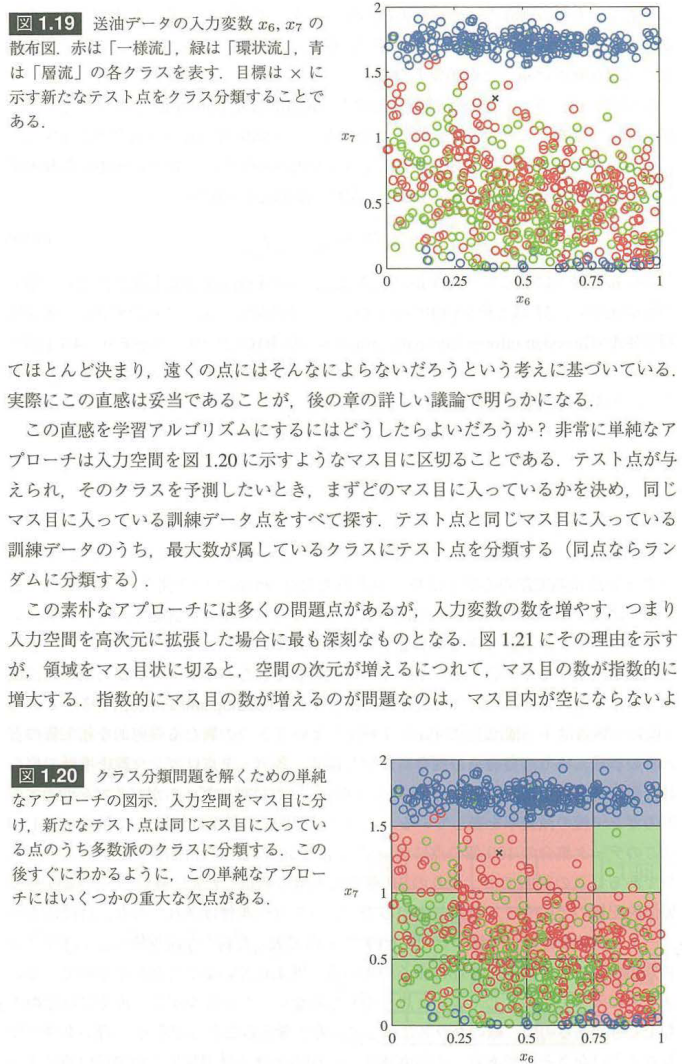 図 1.19 送油データの入力変数 x₆, x₇ の
散布図．赤は「一様流」，緑は「環状流」，青
は「層流」の各クラスを表す．目標は × に
示す新たなテスト点をクラス分類することで
ある．
2
1.5
x₇
1
0.5
0
0 0.25 0.5 0.75 1
x₆
てほとんど決まり，遠くの点にはそんなによらないだろうという考えに基づいている．
実際にこの直感は妥当であることが，後の章の詳しい議論で明らかになる．
この直感を学習アルゴリズムにするにはどうしたらよいだろうか？非常に単純なア
プローチは入力空間を図 1.20 に示すようなマス目に区切ることである．テスト点が与
えられ，そのクラスを予測したいとき，まずどのマス目に入っているかを決め，同じ
マス目に入っている訓練データ点をすべて探す．テスト点と同じマス目に入っている
訓練データのうち，最大数が属しているクラスにテスト点を分類する（同点ならラン
ダムに分類する）．
この素朴なアプローチには多くの問題点があるが，入力変数の数を増やす，つまり
入力空間を高次元に拡張した場合に最も深刻なものとなる．図 1.21 にその理由を示す
が，領域をマス目状に切ると，空間の次元が増えるにつれて，マス目の数が指数的に
増大する．指数的にマス目の数が増えるのが問題なのは，マス目内が空にならないよ
図 1.20 クラス分類問題を解くための単純
なアプローチの図示．入力空間をマス目に分
け，新たなテスト点は同じマス目に入ってい
る点のうち多数派のクラスに分類する．この
後すぐにわかるように，この単純なアプロー
チにはいくつかの重大な欠点がある．
2
1.5
x₇
1
0.5
0
0 0.25 0.5 0.75 1
x₆